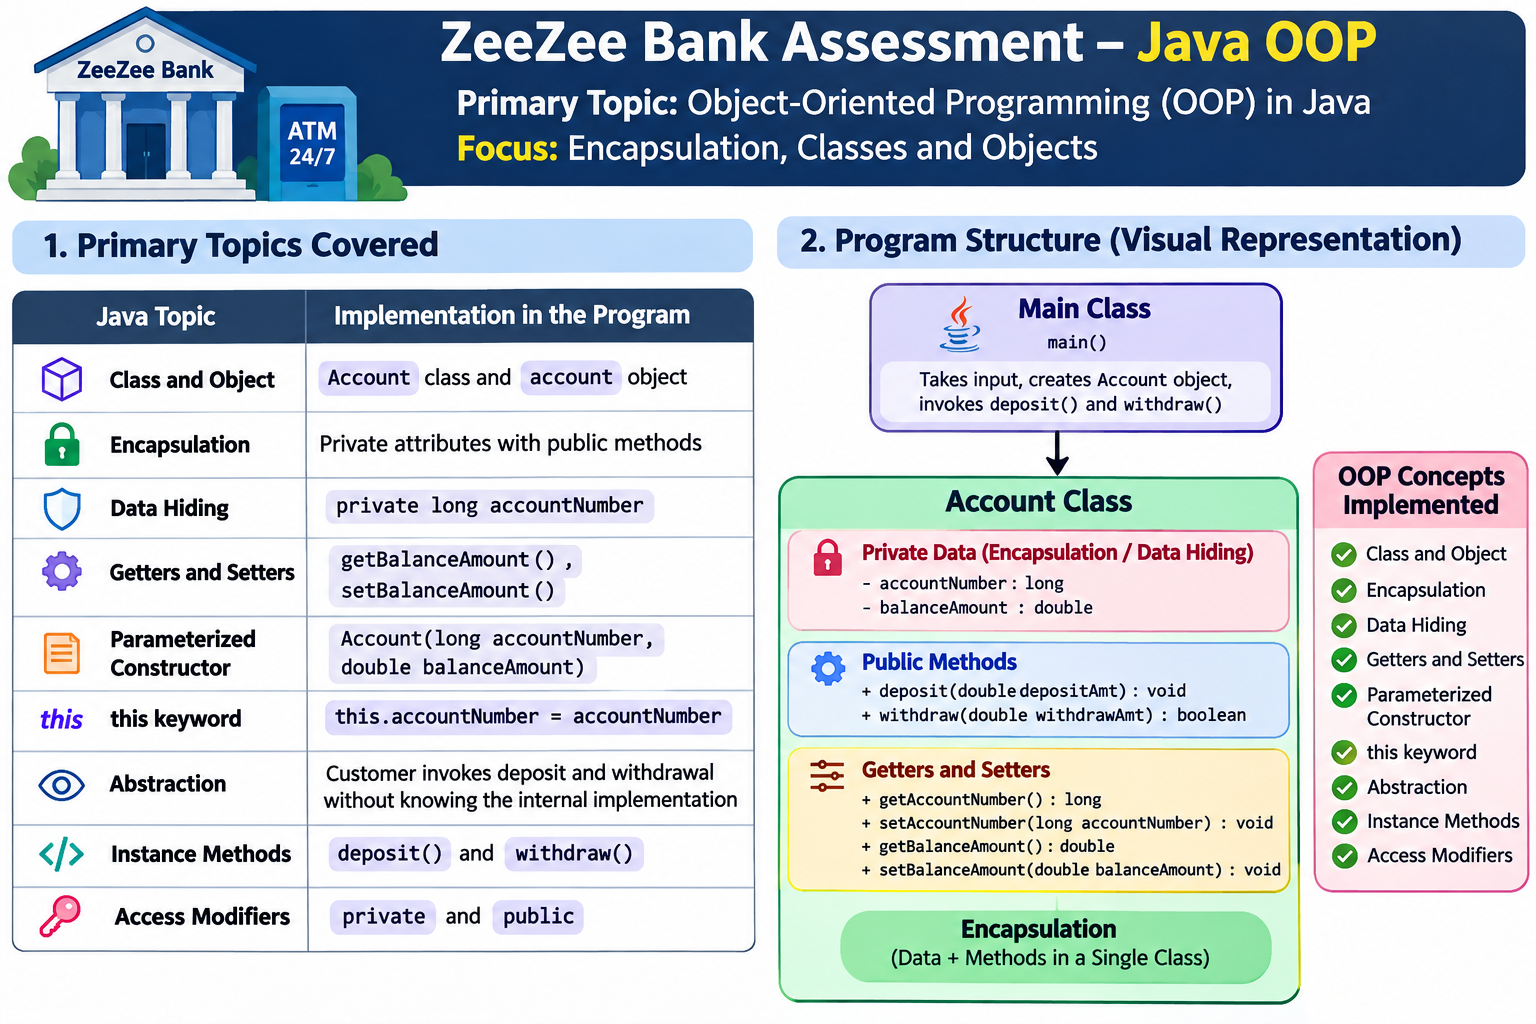 ZeeZee Bank
ATM
24/7
ZeeZee Bank Assessment – Java OOP
Primary Topic: Object-Oriented Programming (OOP) in Java
Focus: Encapsulation, Classes and Objects
1. Primary Topics Covered
Java Topic
Implementation in the Program
Class and Object
Account class and account object
Encapsulation
Private attributes with public methods
Data Hiding
private long accountNumber
Getters and Setters
getBalanceAmount(),
setBalanceAmount()
Parameterized
Constructor
Account(long accountNumber,
double balanceAmount)
this
this keyword
this.accountNumber = accountNumber
Abstraction
Customer invokes deposit and withdrawal
without knowing the internal implementation
</>
Instance Methods
deposit() and withdraw()
Access Modifiers
private and public
2. Program Structure (Visual Representation)
Main Class
main()
Takes input, creates Account object,
invokes deposit() and withdraw()
Account Class
Private Data (Encapsulation / Data Hiding)
- accountNumber : long
- balanceAmount : double
Public Methods
+ deposit(double depositAmt) : void
+ withdraw(double withdrawAmt) : boolean
Getters and Setters
+ getAccountNumber() : long
+ setAccountNumber(long accountNumber) : void
+ getBalanceAmount() : double
+ setBalanceAmount(double balanceAmount) : void
Encapsulation
(Data + Methods in a Single Class)
OOP Concepts
Implemented
Class and Object
Encapsulation
Data Hiding
Getters and Setters
Parameterized
Constructor
this keyword
Abstraction
Instance Methods
Access Modifiers